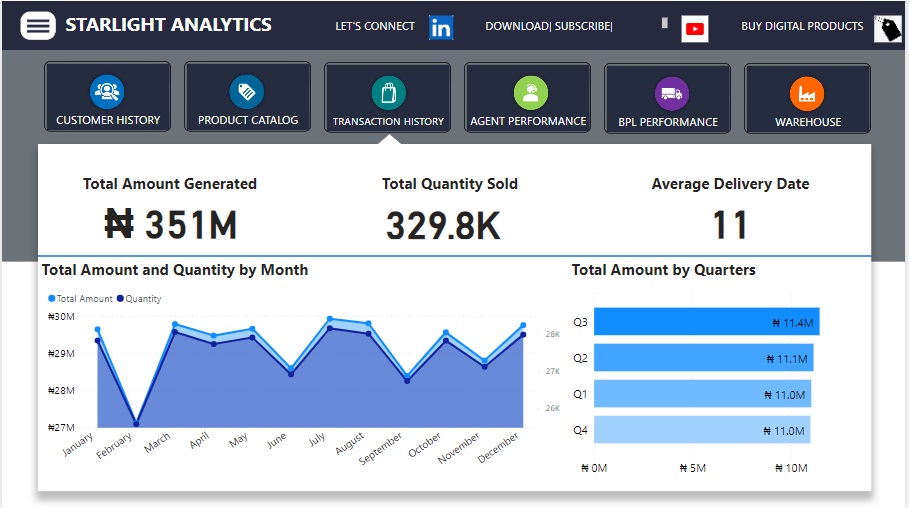 STARLIGHT ANALYTICS
LET'S CONNECT
in
DOWNLOAD| SUBSCRIBE|
BUY DIGITAL PRODUCTS
CUSTOMER HISTORY
PRODUCT CATALOG
TRANSACTION HISTORY
AGENT PERFORMANCE
BPL PERFORMANCE
WAREHOUSE
Total Amount Generated
₦ 351M
Total Quantity Sold
329.8K
Average Delivery Date
11
Total Amount and Quantity by Month
Total Amount Quantity
₦30M
₦29M
₦28M
₦27M
28K
27K
26K
January
February
March
April
May
June
July
August
September
October
November
December
Total Amount by Quarters
Q3 ₦ 11.4M
Q2 ₦ 11.1M
Q1 ₦ 11.0M
Q4 ₦ 11.0M
₦ 0M ₦ 5M ₦ 10M